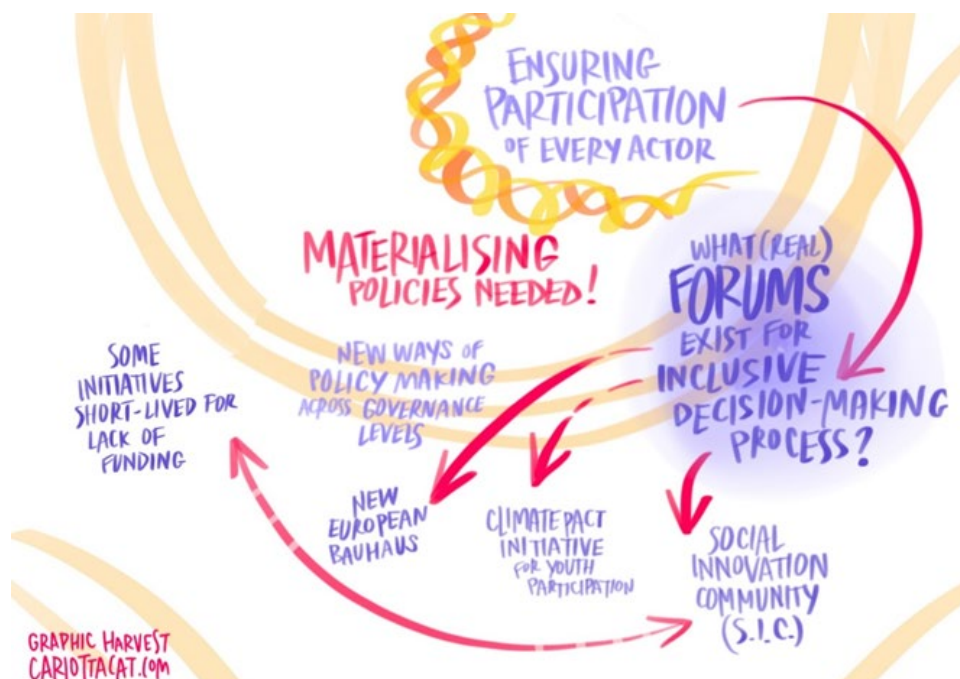 ENSURING
PARTICIPATION
OF EVERY ACTOR
MATERIALISING
POLICIES NEEDED!
WHAT (REAL)
FORUMS
EXIST FOR
INCLUSIVE
DECISION-MAKING
PROCESS?
SOME
INITIATIVES
SHORT-LIVED FOR
LACK OF
FUNDING
NEW WAYS OF
POLICY MAKING
ACROSS GOVERNANCE
LEVELS
NEW
EUROPEAN
BAUHAUS
CLIMATE PACT
INITIATIVE
FOR YOUTH
PARTICIPATION
SOCIAL
INNOVATION
COMMUNITY
(S.I.C.)
GRAPHIC HARVEST
CARLOTTACAT.COM